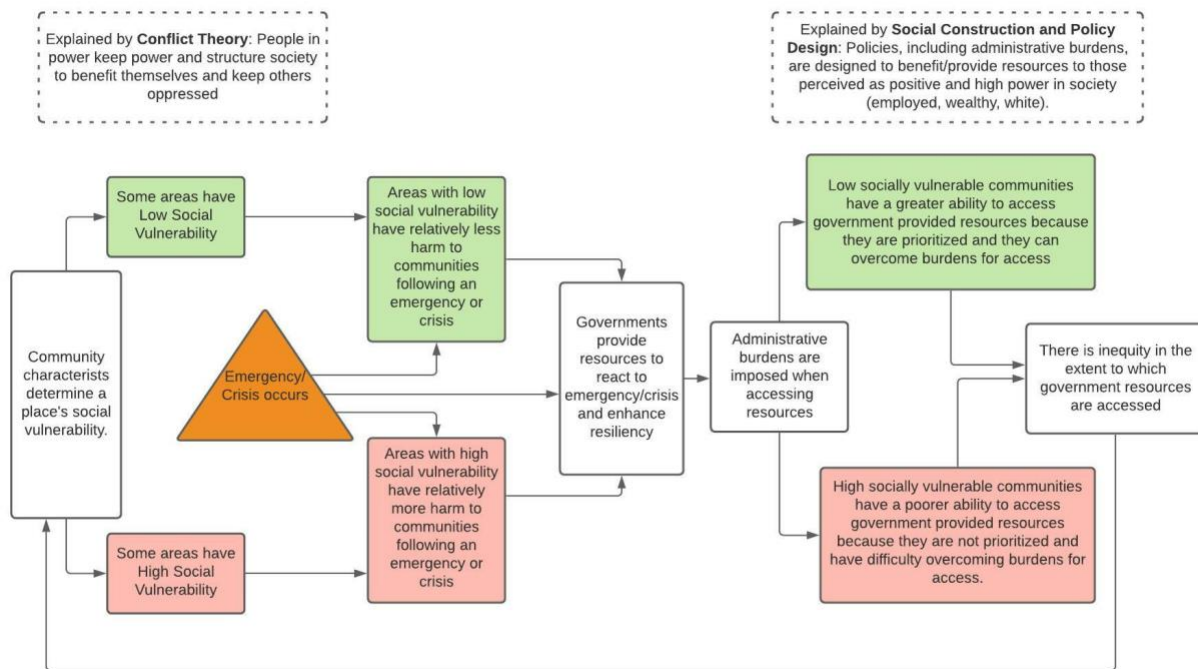 Explained by Conflict Theory: People in
power keep power and structure society
to benefit themselves and keep others
oppressed
Explained by Social Construction and Policy
Design: Policies, including administrative burdens,
are designed to benefit/provide resources to those
perceived as positive and high power in society
(employed, wealthy, white).
Community
characterists
determine a
place's social
vulnerability.
Some areas have
Low Social
Vulnerability
Some areas have
High Social
Vulnerability
Emergency/
Crisis occurs
Areas with low
social vulnerability
have relatively less
harm to
communities
following an
emergency or
crisis
Areas with high
social vulnerability
have relatively
more harm to
communities
following an
emergency or
crisis
Governments
provide
resources to
react to
emergency/crisis
and enhance
resiliency
Administrative
burdens are
imposed when
accessing
resources
Low socially vulnerable communities
have a greater ability to access
government provided resources because
they are prioritized and they can
overcome burdens for access
High socially vulnerable communities
have a poorer ability to access
government provided resources
because they are not prioritized and
have difficulty overcoming burdens for
access.
There is inequity in the
extent to which
government resources
are accessed